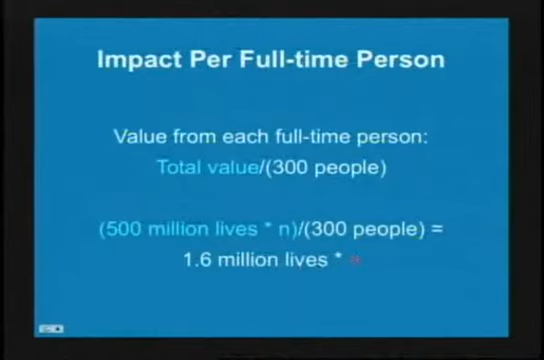 Impact Per Full-time Person
Value from each full-time person:
Total value/(300 people)
(500 million lives * n)/(300 people) =
1.6 million lives *